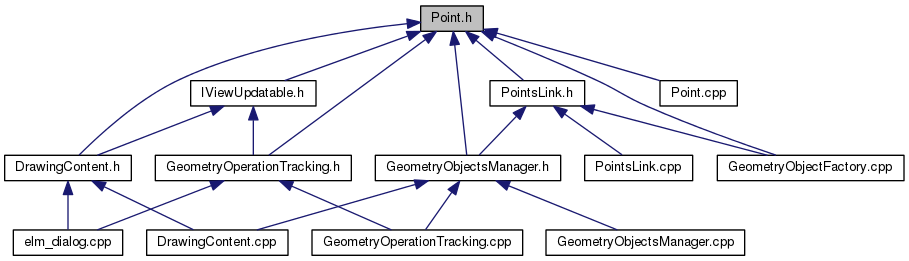 Point.h
IViewUpdatable.h
PointsLink.h
Point.cpp
DrawingContent.h
GeometryOperationTracking.h
GeometryObjectsManager.h
PointsLink.cpp
GeometryObjectFactory.cpp
elm_dialog.cpp
DrawingContent.cpp
GeometryOperationTracking.cpp
GeometryObjectsManager.cpp